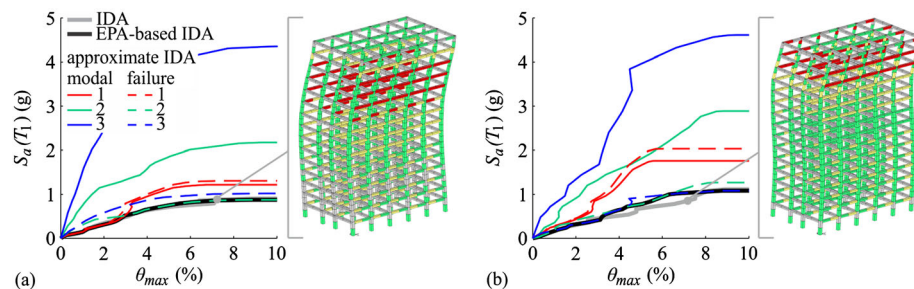 IDA
EPA-based IDA
approximate IDA
modal failure
1 1
2 2
3 3
5
4
3
2
1
0
Sa(T1) (g)
0 2 4 6 8 10
θmax (%)
(a)
5
4
3
2
1
0
Sa(T1) (g)
0 2 4 6 8 10
θmax (%)
(b)